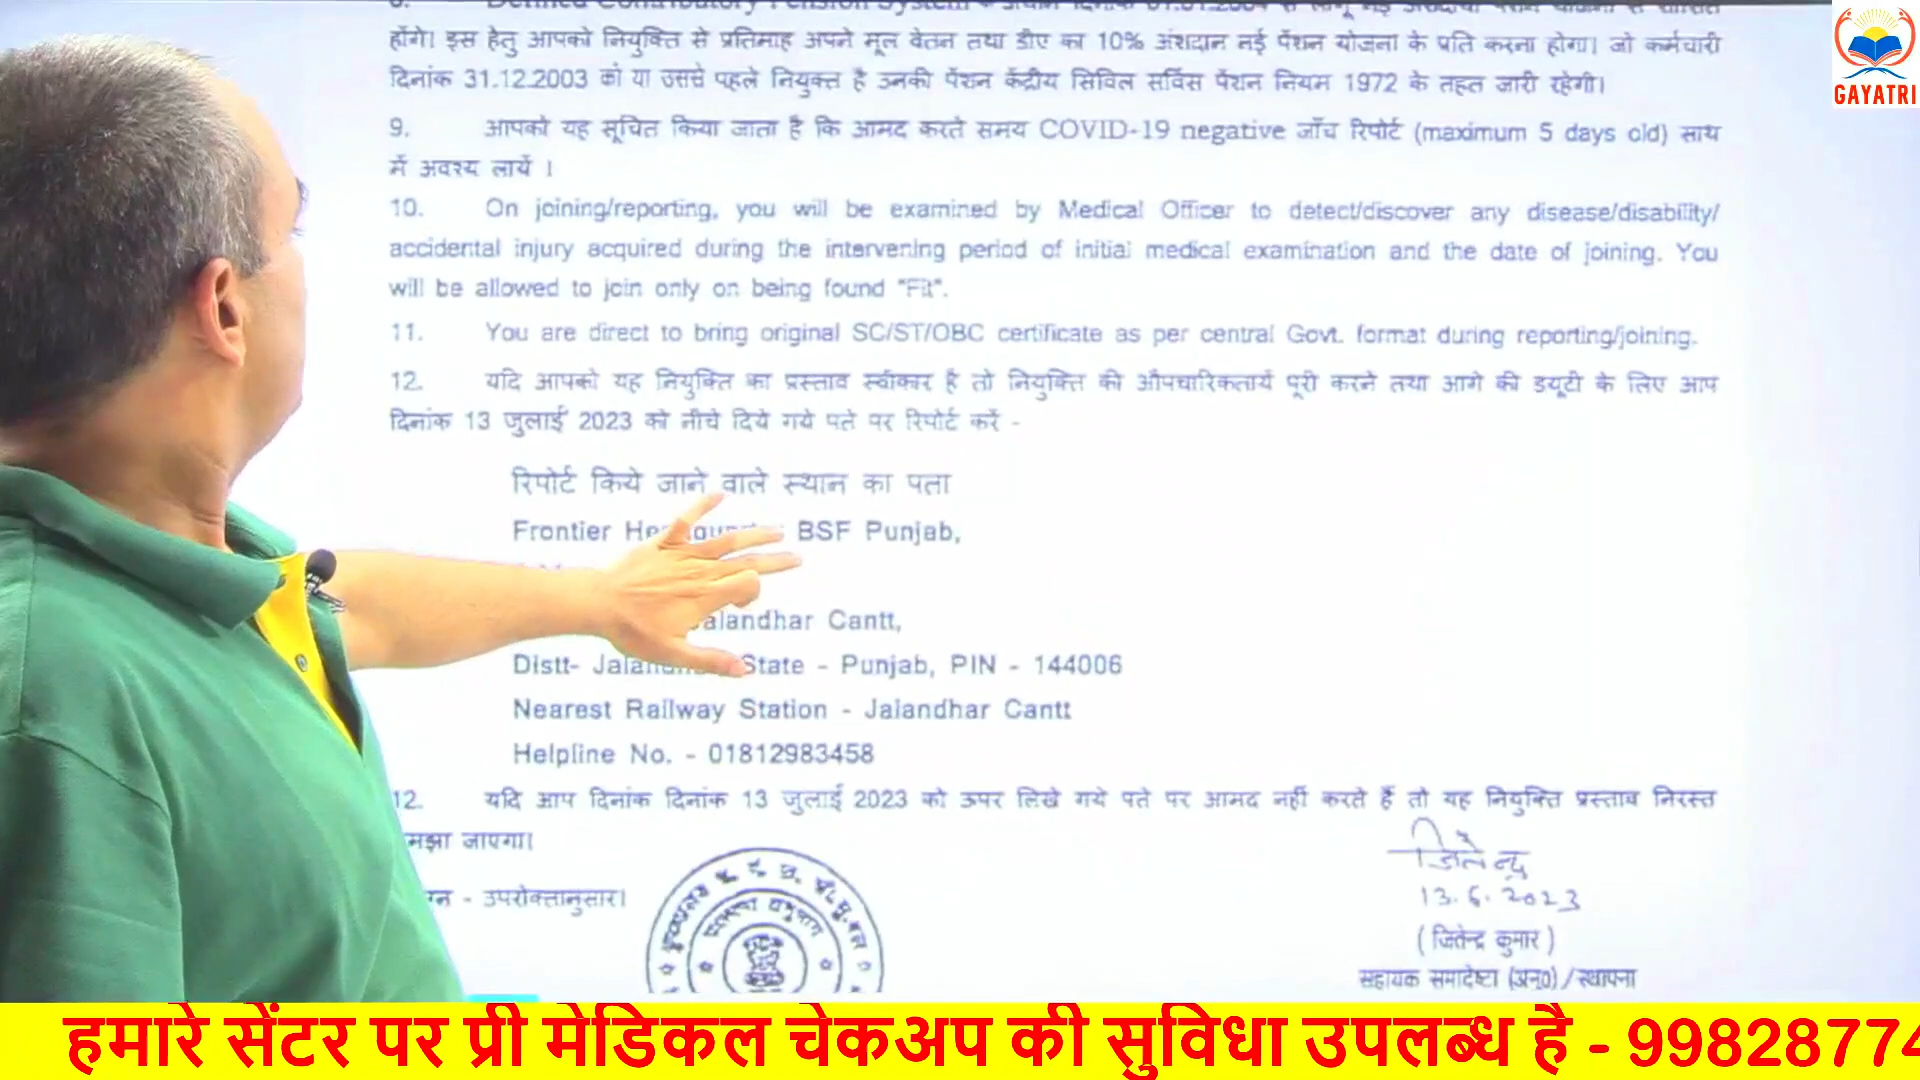 होंगे। इस हेतु आपको नियुक्ति से प्रतिमाह अपने मूल वेतन तथा डीए का 10% अंशदान नई पेंशन योजना के प्रति करना होगा। जो कर्मचारी
दिनांक 31.12.2003 को या उससे पहले नियुक्त है उनकी पेंशन केंद्रीय सिविल सर्विस पेंशन नियम 1972 के तहत जारी रहेगी।
9. आपको यह सूचित किया जाता है कि आमद करते समय COVID-19 negative जाँच रिपोर्ट (maximum 5 days old) साथ
में अवश्य लायें ।
10. On joining/reporting, you will be examined by Medical Officer to detect/discover any disease/disability/
accidental injury acquired during the intervening period of initial medical examination and the date of joining. You
will be allowed to join only on being found "Fit".
11. You are direct to bring original SC/ST/OBC certificate as per central Govt. format during reporting/joining.
12. यदि आपको यह नियुक्ति का प्रस्ताव स्वीकार है तो नियुक्ति की औपचारिकतायें पूरी करने तथा आगे की डयूटी के लिए आप
दिनांक 13 जुलाई 2023 को नीचे दिये गये पते पर रिपोर्ट करें -
रिपोर्ट किये जाने वाले स्थान का पता
Frontier BSF Punjab,
Jalandhar Cantt,
Distt- State - Punjab, PIN - 144006
Nearest Railway Station - Jalandhar Cantt
Helpline No. - 01812983458
12. यदि आप दिनांक दिनांक 13 जुलाई 2023 को ऊपर लिखे गये पते पर आमद नहीं करते हैं तो यह नियुक्ति प्रस्ताव निरस्त
मझा जाएगा।
- उपरोक्तानुसार।
जितेन्द्र
13.6.2023
(जितेन्द्र कुमार)
सहायक समादेष्टा (अनु0)/स्थापना
GAYATRI
हमारे सेंटर पर प्री मेडिकल चेकअप की सुविधा उपलब्ध है - 99828774